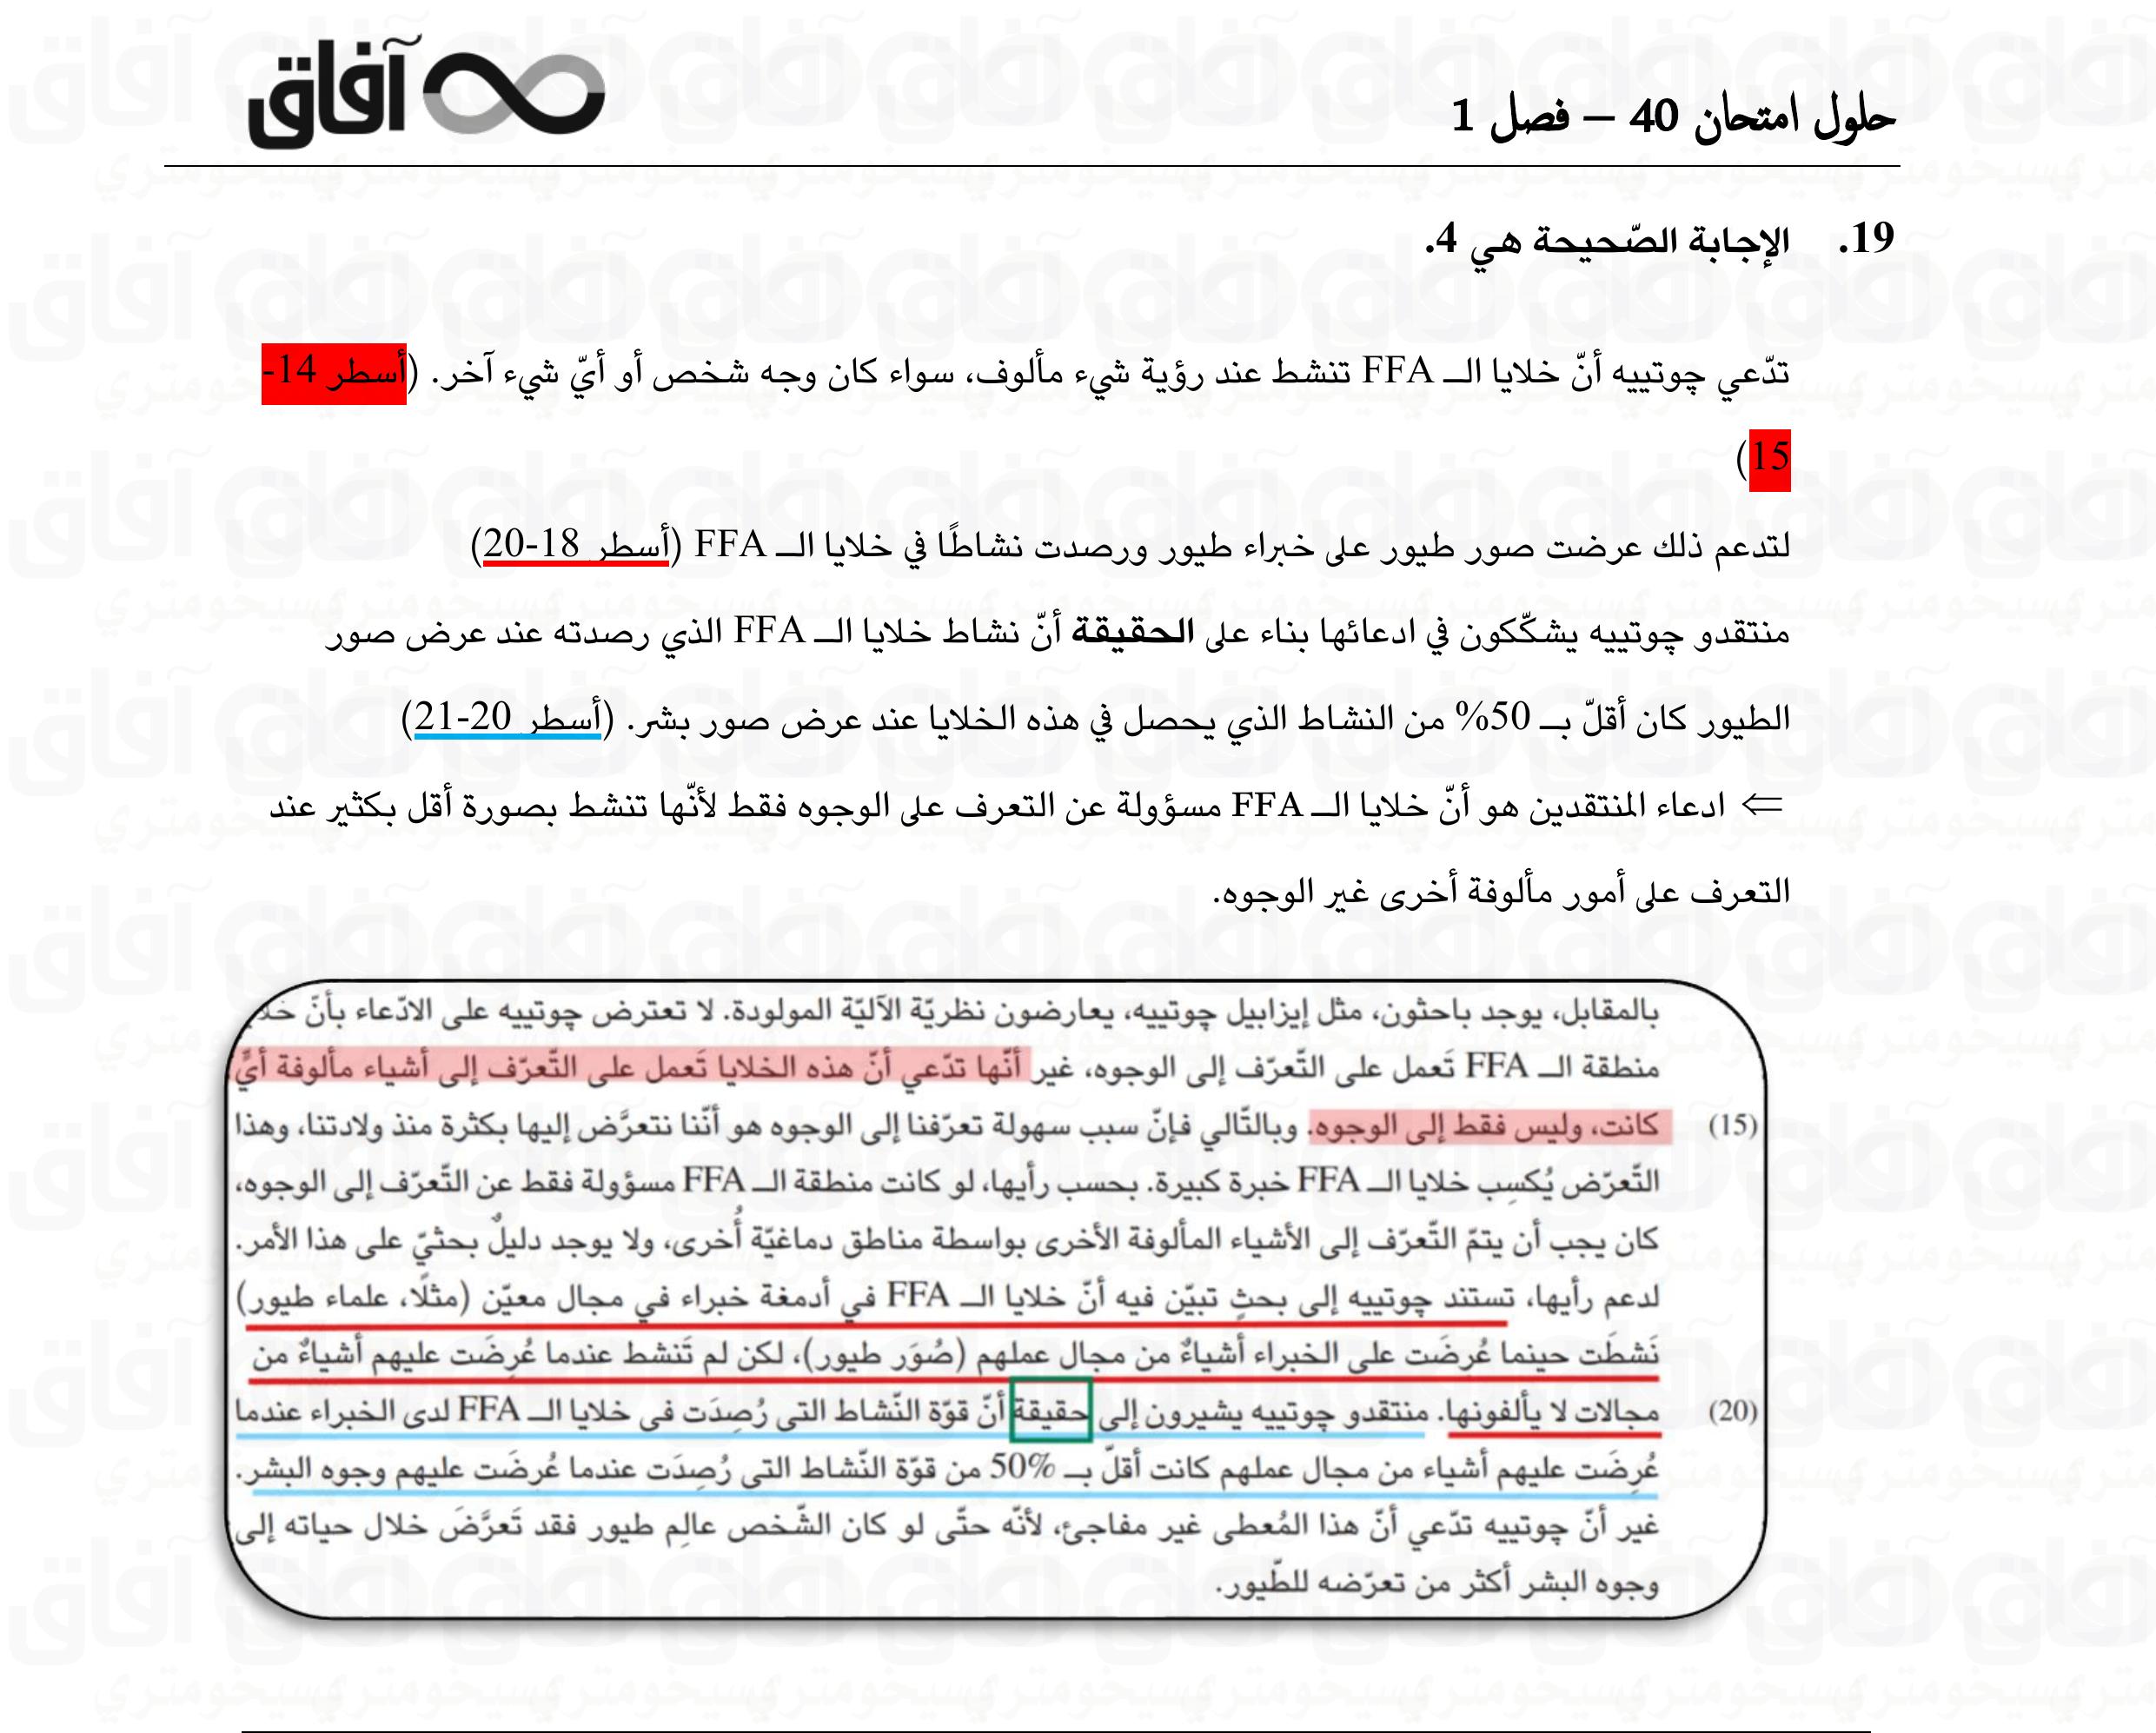 آفاق
حلول امتحان 40 – فصل 1
19. الإجابة الصّحيحة هي 4.
تدّعي چوتييه أنّ خلايا الـ FFA تنشط عند رؤية شيء مألوف، سواء كان وجه شخص أو أيّ شيء آخر. (أسطر 14-
15)
لتدعم ذلك عرضت صور طيور على خبراء طيور ورصدت نشاطًا في خلايا الـ FFA (أسطر 18-20)
منتقدو چوتييه يشكّكون في ادعائها بناء على الحقيقة أنّ نشاط خلايا الـ FFA الذي رصدته عند عرض صور
الطيور كان أقلّ بـ 50% من النشاط الذي يحصل في هذه الخلايا عند عرض صور بشر. (أسطر 20-21)
⇐ ادعاء المنتقدين هو أنّ خلايا الـ FFA مسؤولة عن التعرف على الوجوه فقط لأنّها تنشط بصورة أقل بكثير عند
التعرف على أمور مألوفة أخرى غير الوجوه.
بالمقابل، يوجد باحثون، مثل إيزابيل چوتييه، يعارضون نظريّة الآليّة المولودة. لا تعترض چوتييه على الادّعاء بأنّ
منطقة الـ FFA تَعمل على التّعرّف إلى الوجوه، غير أنّها تدّعي أنّ هذه الخلايا تَعمل على التّعرّف إلى أشياء مألوفة أيًّ
(15) كانت، وليس فقط إلى الوجوه. وبالتّالي فإنّ سبب سهولة تعرّفنا إلى الوجوه هو أنّنا نتعرَّض إليها بكثرة منذ ولادتنا، وهذا
التّعرّض يُكسِب خلايا الـ FFA خبرة كبيرة. بحسب رأيها، لو كانت منطقة الـ FFA مسؤولة فقط عن التّعرّف إلى الوجوه،
كان يجب أن يتمّ التّعرّف إلى الأشياء المألوفة الأخرى بواسطة مناطق دماغيّة أُخرى، ولا يوجد دليلٌ بحثيّ على هذا الأمر.
لدعم رأيها، تستند چوتييه إلى بحثٍ تبيّن فيه أنّ خلايا الـ FFA في أدمغة خبراء في مجال معيّن (مثلًا، علماء طيور)
نَشطَت حينما عُرِضَت على الخبراء أشياءٌ من مجال عملهم (صُوَر طيور)، لكن لم تَنشط عندما عُرِضَت عليهم أشياءٌ من
(20) مجالات لا يألفونها. منتقدو چوتييه يشيرون إلى حقيقة أنّ قوّة النّشاط التي رُصِدَت في خلايا الـ FFA لدى الخبراء عندما
عُرِضَت عليهم أشياء من مجال عملهم كانت أقلّ بـ 50% من قوّة النّشاط التي رُصِدَت عندما عُرِضَت عليهم وجوه البشر.
غير أنّ چوتييه تدّعي أنّ هذا المُعطى غير مفاجئ، لأنّه حتّى لو كان الشّخص عالِم طيور فقد تَعرَّضَ خلال حياته إلى
وجوه البشر أكثر من تعرّضه للطّيور.